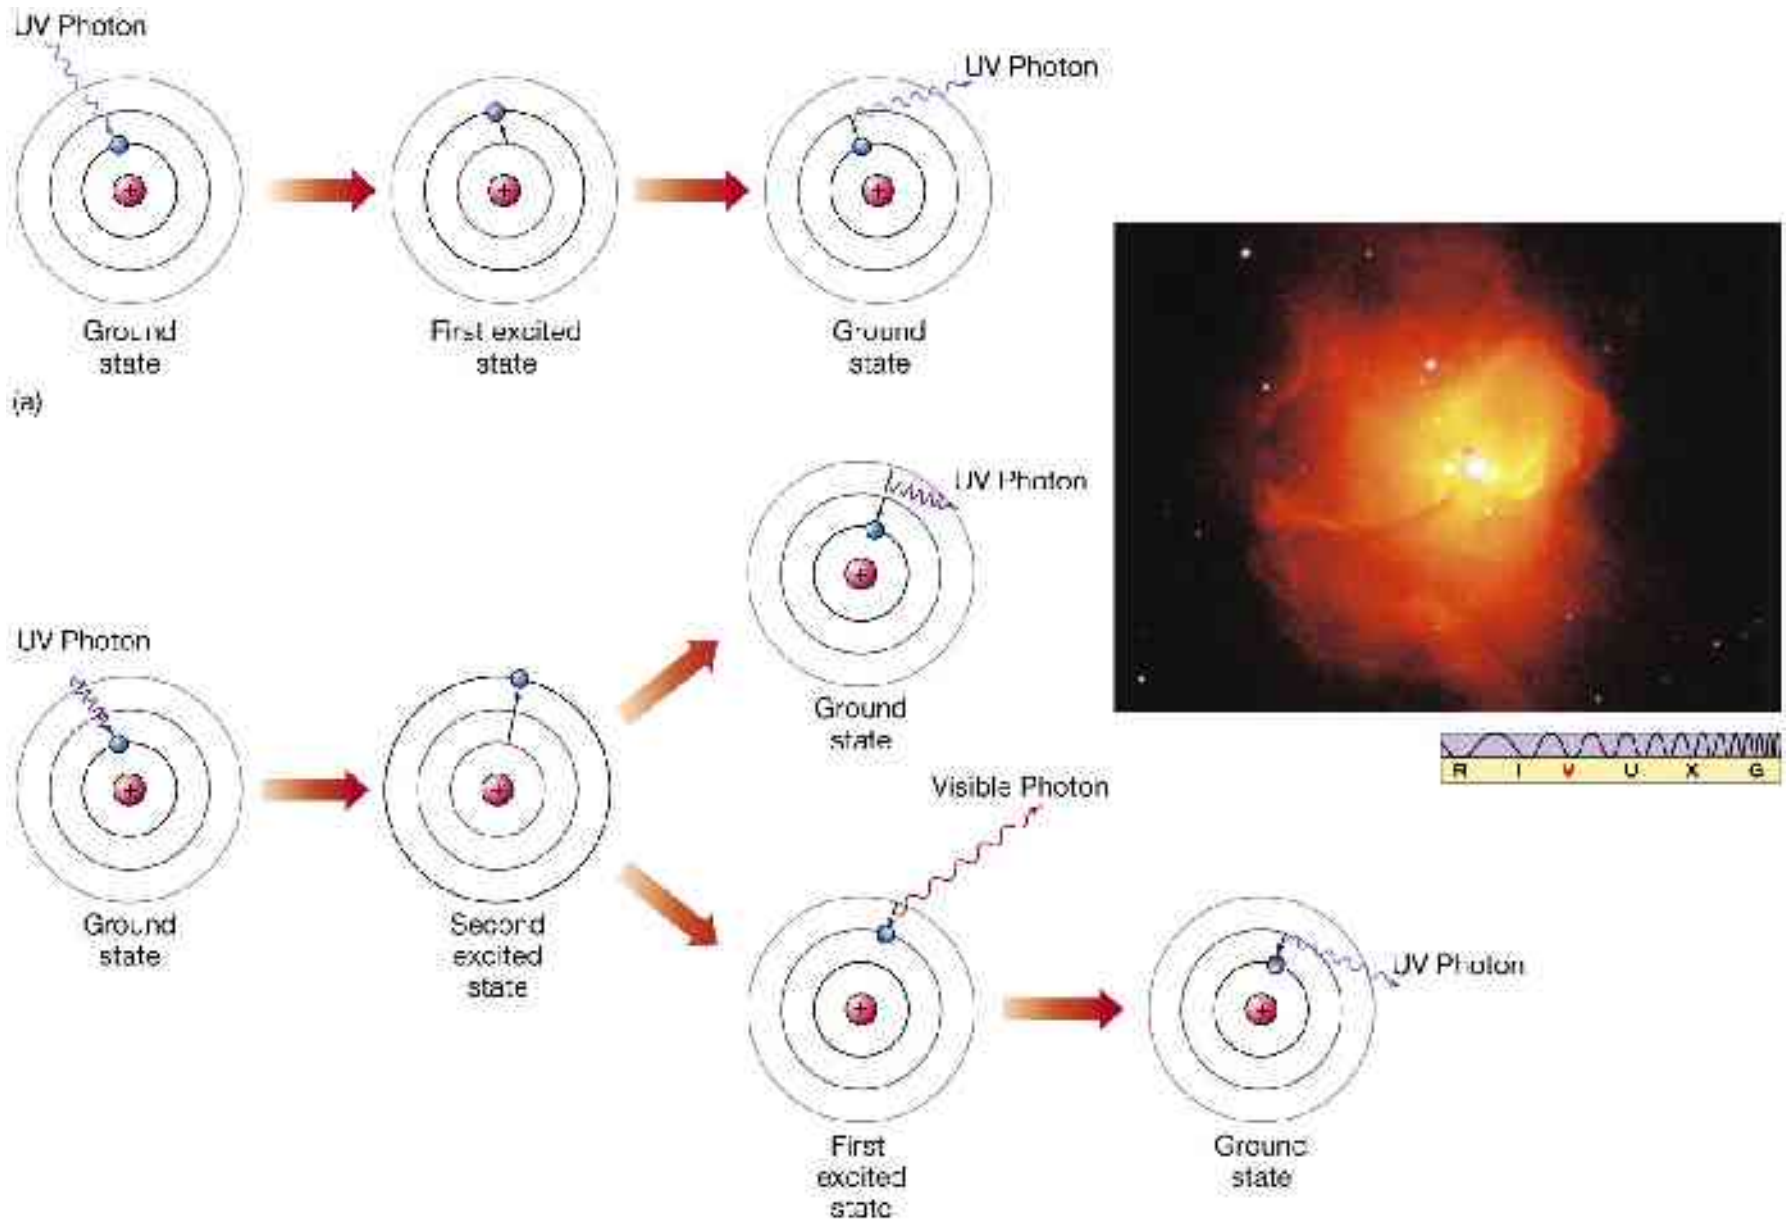 UV Photon
UV Photon
Ground
state
First excited
state
Ground
state
(a)
UV Photon
UV Photon
Ground
state
Ground
state
Second
excited
state
Visible Photon
R I V U X G
UV Photon
First
excited
state
Ground
state